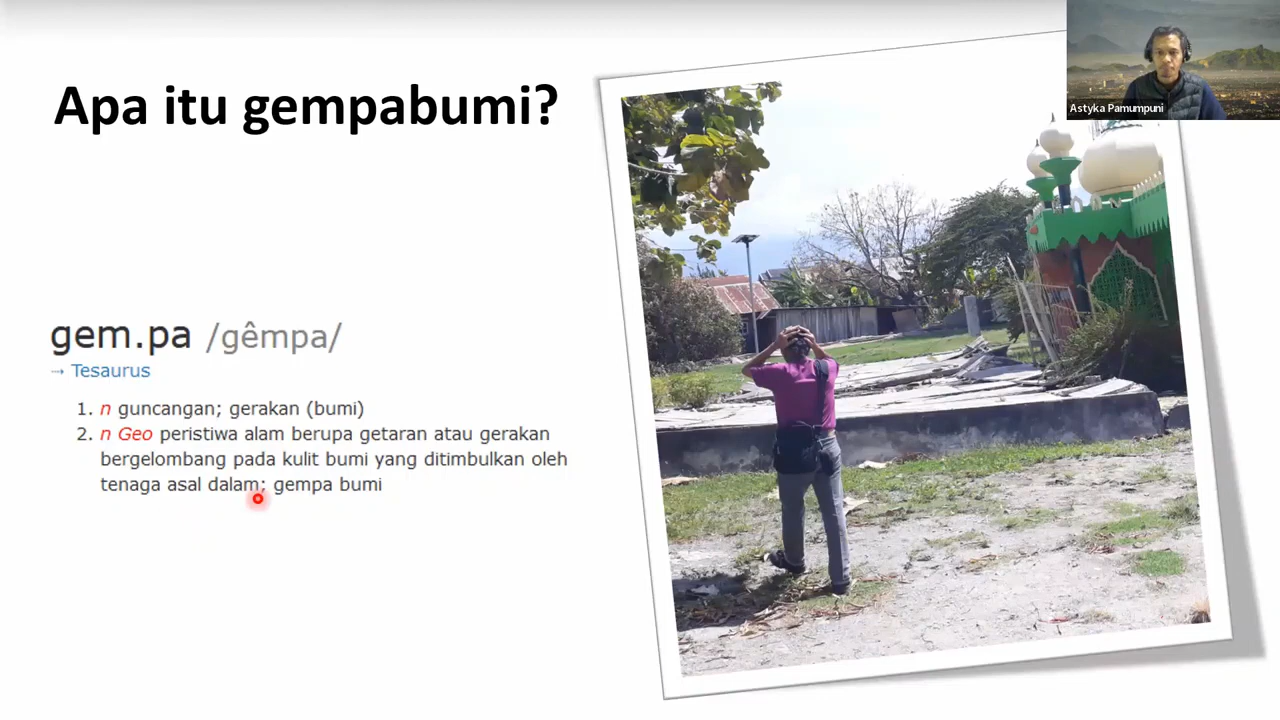 Apa itu gempabumi?
Astyka Pamumpuni
gem.pa /gêmpa/
→ Tesaurus
1. n guncangan; gerakan (bumi)
2. n Geo peristiwa alam berupa getaran atau gerakan
bergelombang pada kulit bumi yang ditimbulkan oleh
tenaga asal dalam; gempa bumi